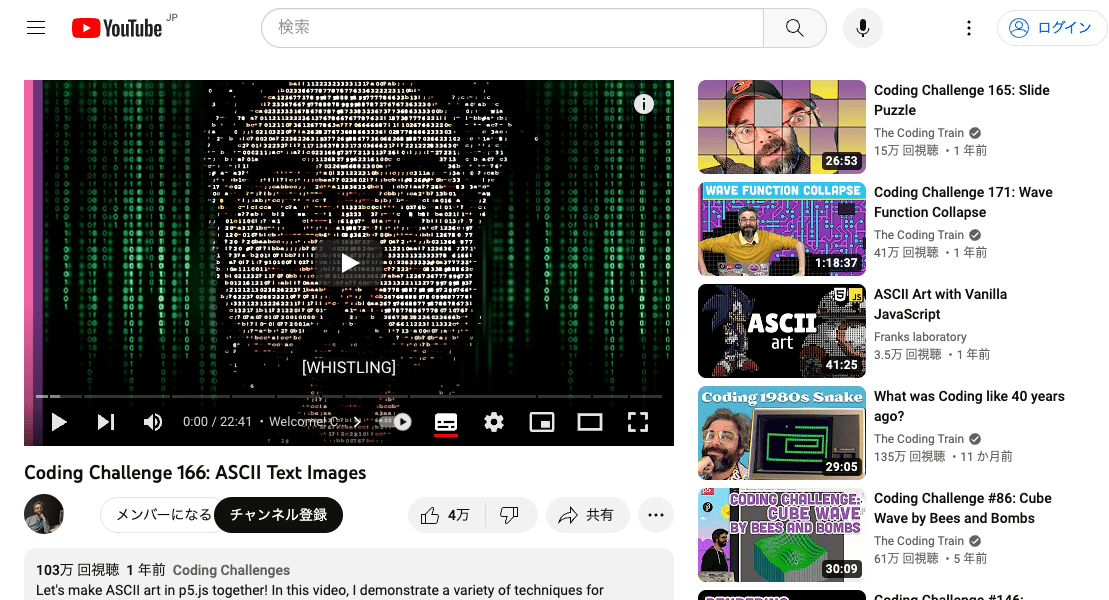 YouTube JP
検索
ログイン
[WHISTLING]
0:00 / 22:41 • Welcome!
Coding Challenge 166: ASCII Text Images
メンバーになる
チャンネル登録
4万
共有
103万 回視聴 1 年前 Coding Challenges
Let's make ASCII art in p5.js together! In this video, I demonstrate a variety of techniques for
26:53
Coding Challenge 165: Slide
Puzzle
The Coding Train
15万 回視聴 • 1 年前
WAVE FUNCTION COLLAPSE
1:18:37
Coding Challenge 171: Wave
Function Collapse
The Coding Train
41万 回視聴 • 1 年前
ASCII
art
5 JS
41:25
ASCII Art with Vanilla
JavaScript
Franks laboratory
3.5万 回視聴 • 1 年前
Coding 1980s Snake
29:05
What was Coding like 40 years
ago?
The Coding Train
135万 回視聴 • 11 か月前
CODING CHALLENGE:
CUBE WAVE
BY BEES AND BOMBS
30:09
Coding Challenge #86: Cube
Wave by Bees and Bombs
The Coding Train
61万 回視聴 • 5 年前
Coding Challenge #146: